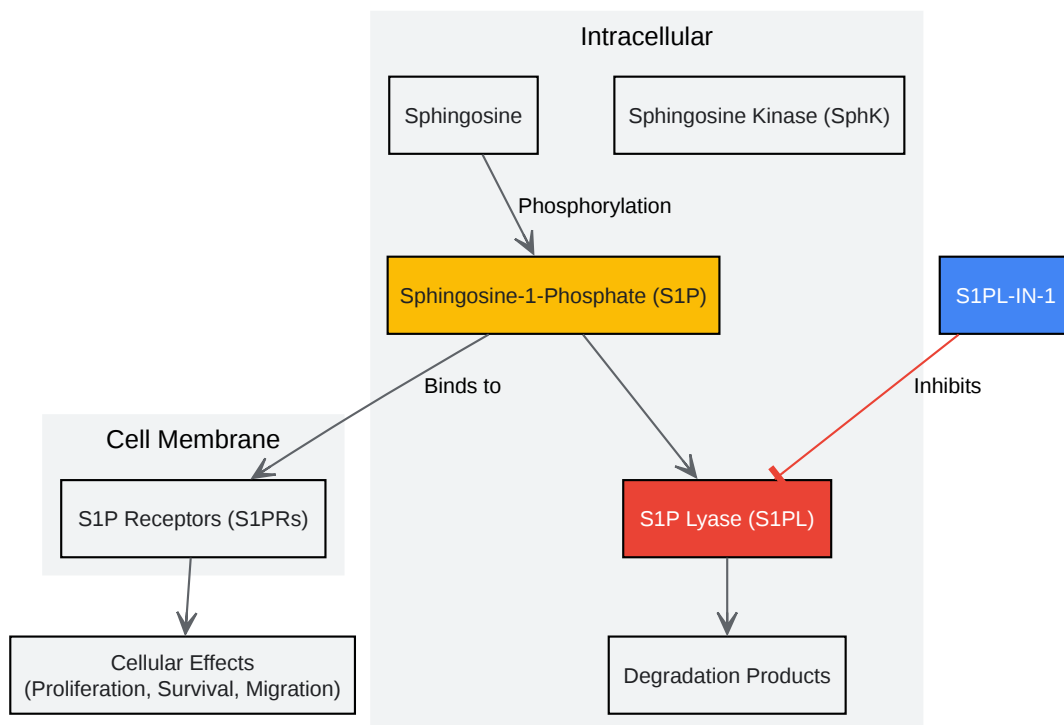 Intracellular
Sphingosine
Sphingosine Kinase (SphK)
Phosphorylation
Sphingosine-1-Phosphate (S1P)
S1PL-IN-1
Binds to
Inhibits
Cell Membrane
S1P Receptors (S1PRs)
S1P Lyase (S1PL)
Cellular Effects
(Proliferation, Survival, Migration)
Degradation Products